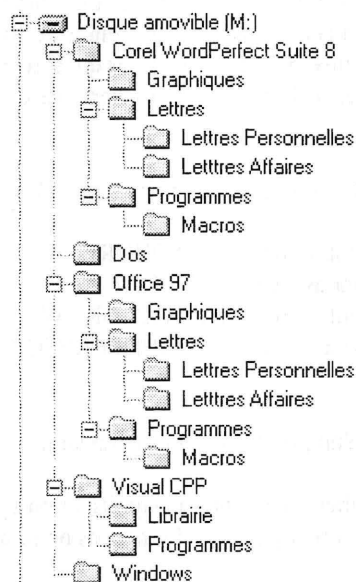 Disque amovible (M:)
Corel WordPerfect Suite 8
Graphiques
Lettres
Lettres Personnelles
Letttres Affaires
Programmes
Macros
Dos
Office 97
Graphiques
Lettres
Lettres Personnelles
Letttres Affaires
Programmes
Macros
Visual CPP
Librairie
Programmes
Windows